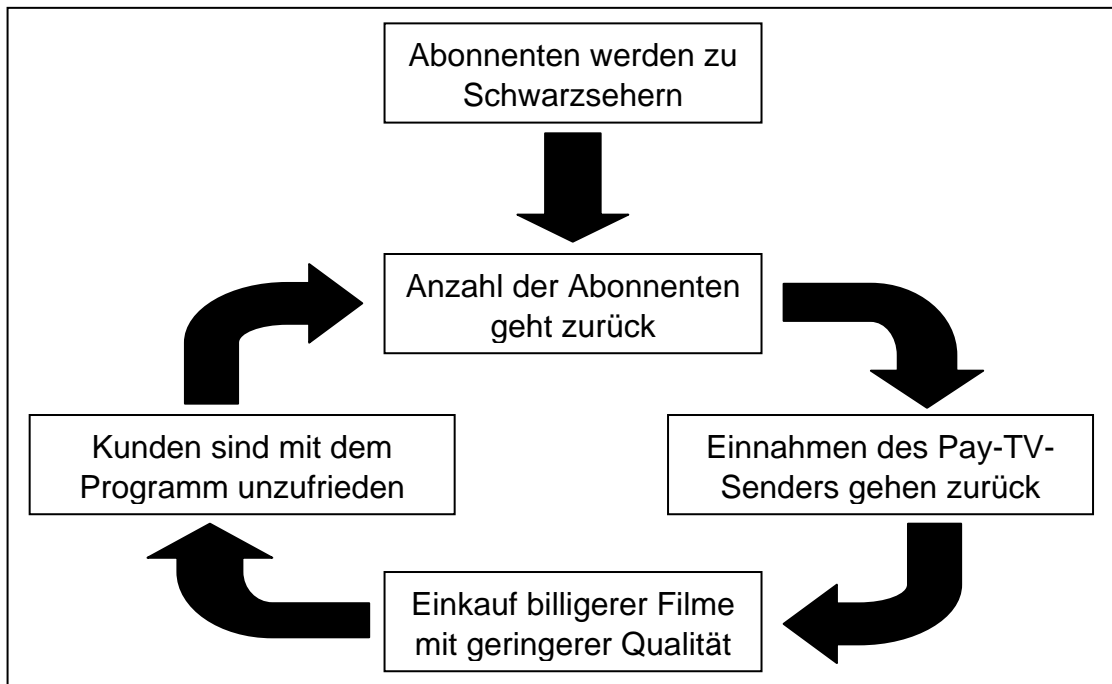 Abonnenten werden zu
Schwarzsehern
Anzahl der Abonnenten
geht zurück
Kunden sind mit dem
Programm unzufrieden
Einnahmen des Pay-TV-
Senders gehen zurück
Einkauf billigerer Filme
mit geringerer Qualität